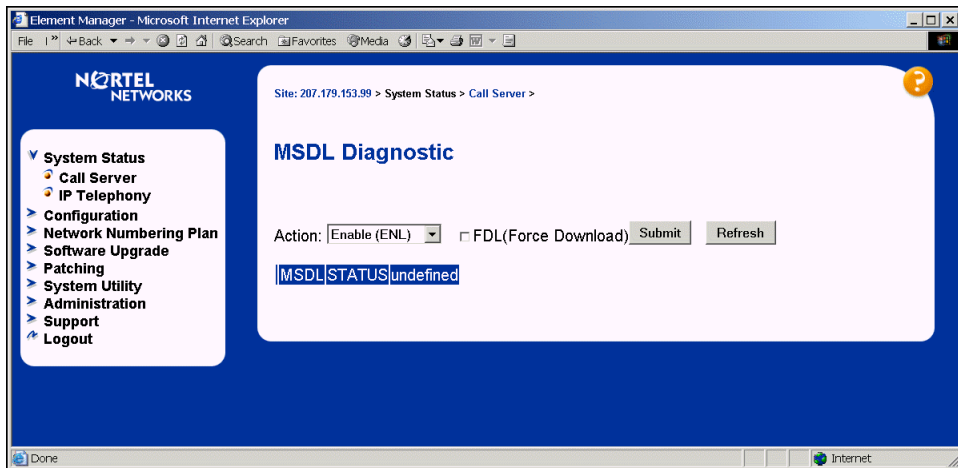 Element Manager - Microsoft Internet Explorer
File Back Search Favorites Media
NORTEL
NETWORKS
Site: 207.179.153.99 > System Status > Call Server >
System Status
Call Server
IP Telephony
Configuration
Network Numbering Plan
Software Upgrade
Patching
System Utility
Administration
Support
Logout
MSDL Diagnostic
Action: Enable (ENL) FDL(Force Download) Submit Refresh
MSDL STATUS undefined
Done Internet